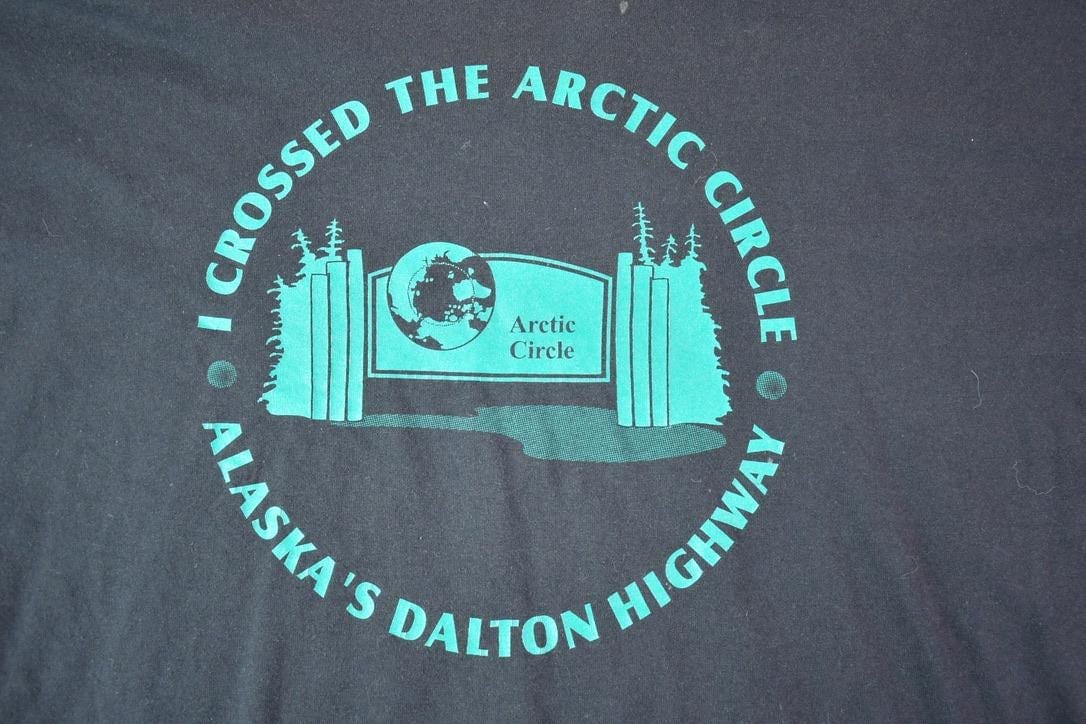 I CROSSED THE ARCTIC CIRCLE
Arctic
Circle
ALASKA'S DALTON HIGHWAY